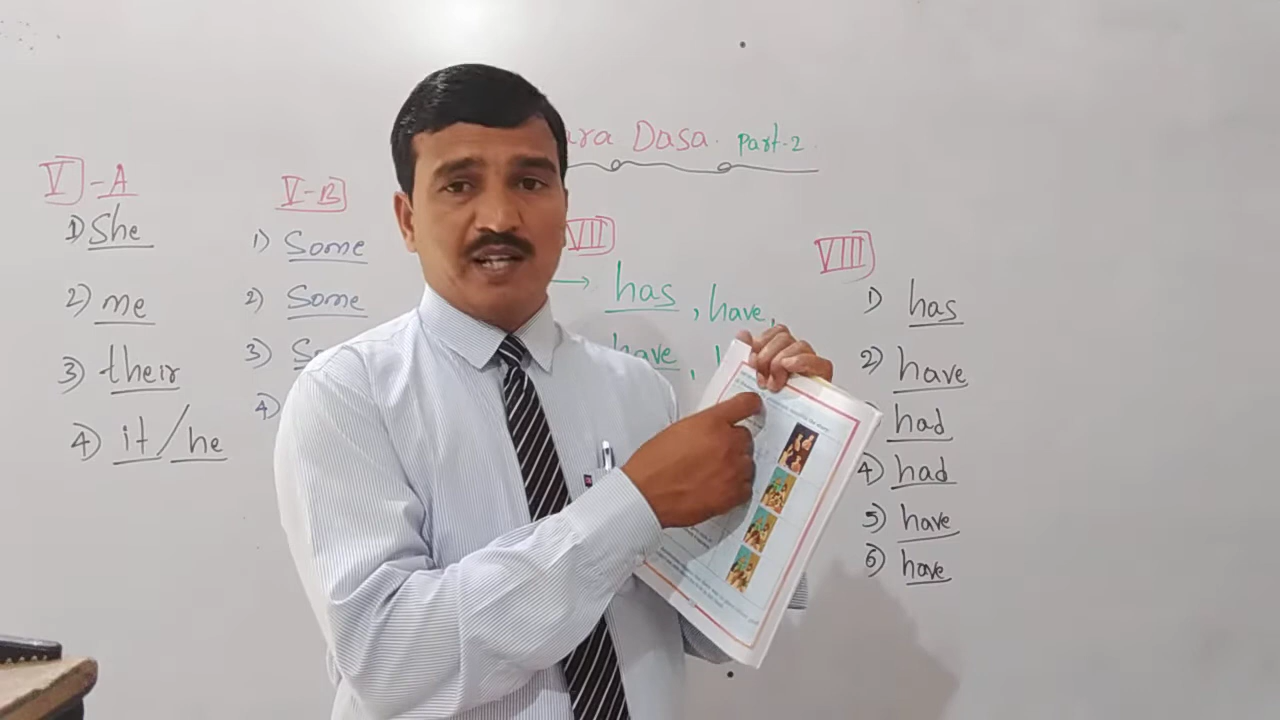 ara Dasa. Part-2
V -A
1) She
2) me
3) their
4) it / he
V-B
1) Some
2) Some
3) S
4)
VII
→ has , have,
have ,
VIII
1) has
2) have
had
4) had
5) have
6) have